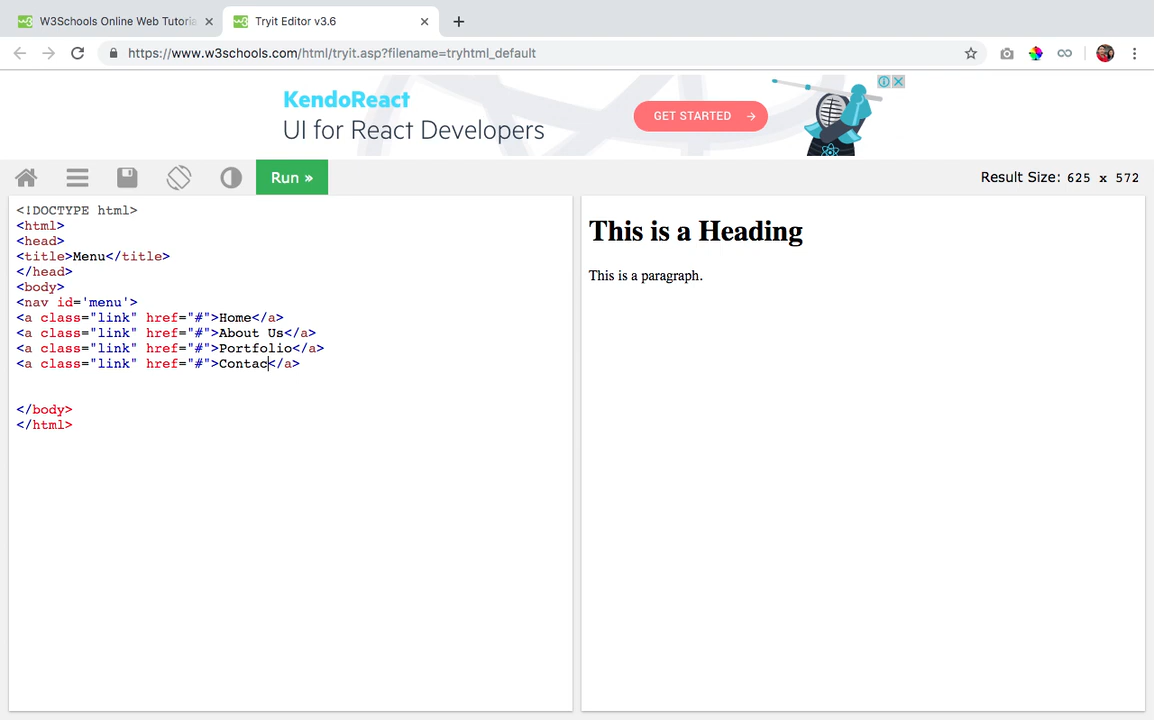 W3Schools Online Web Tutoria
Tryit Editor v3.6
https://www.w3schools.com/html/tryit.asp?filename=tryhtml_default
KendoReact
UI for React Developers
GET STARTED →
Run »
Result Size: 625 x 572
<!DOCTYPE html>
<html>
<head>
<title>Menu</title>
</head>
<body>
<nav id='menu'>
<a class="link" href="#">Home</a>
<a class="link" href="#">About Us</a>
<a class="link" href="#">Portfolio</a>
<a class="link" href="#">Contac</a>
</body>
</html>
This is a Heading
This is a paragraph.